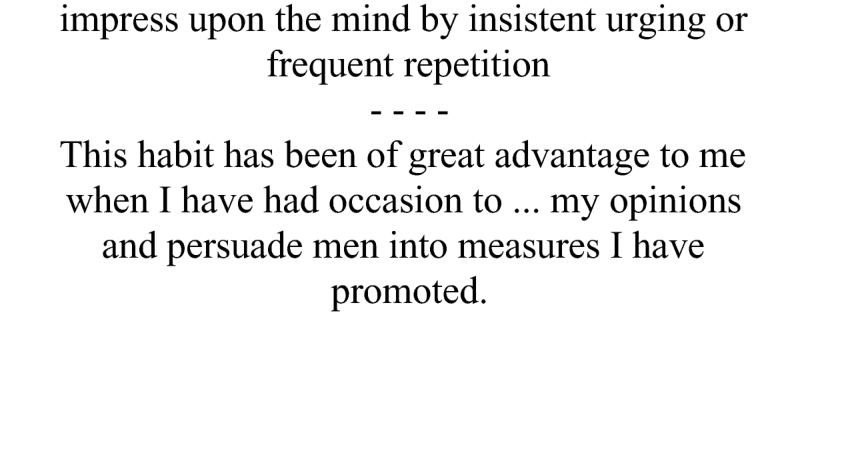 impress upon the mind by insistent urging or
frequent repetition
- - - -
This habit has been of great advantage to me
when I have had occasion to ... my opinions
and persuade men into measures I have
promoted.